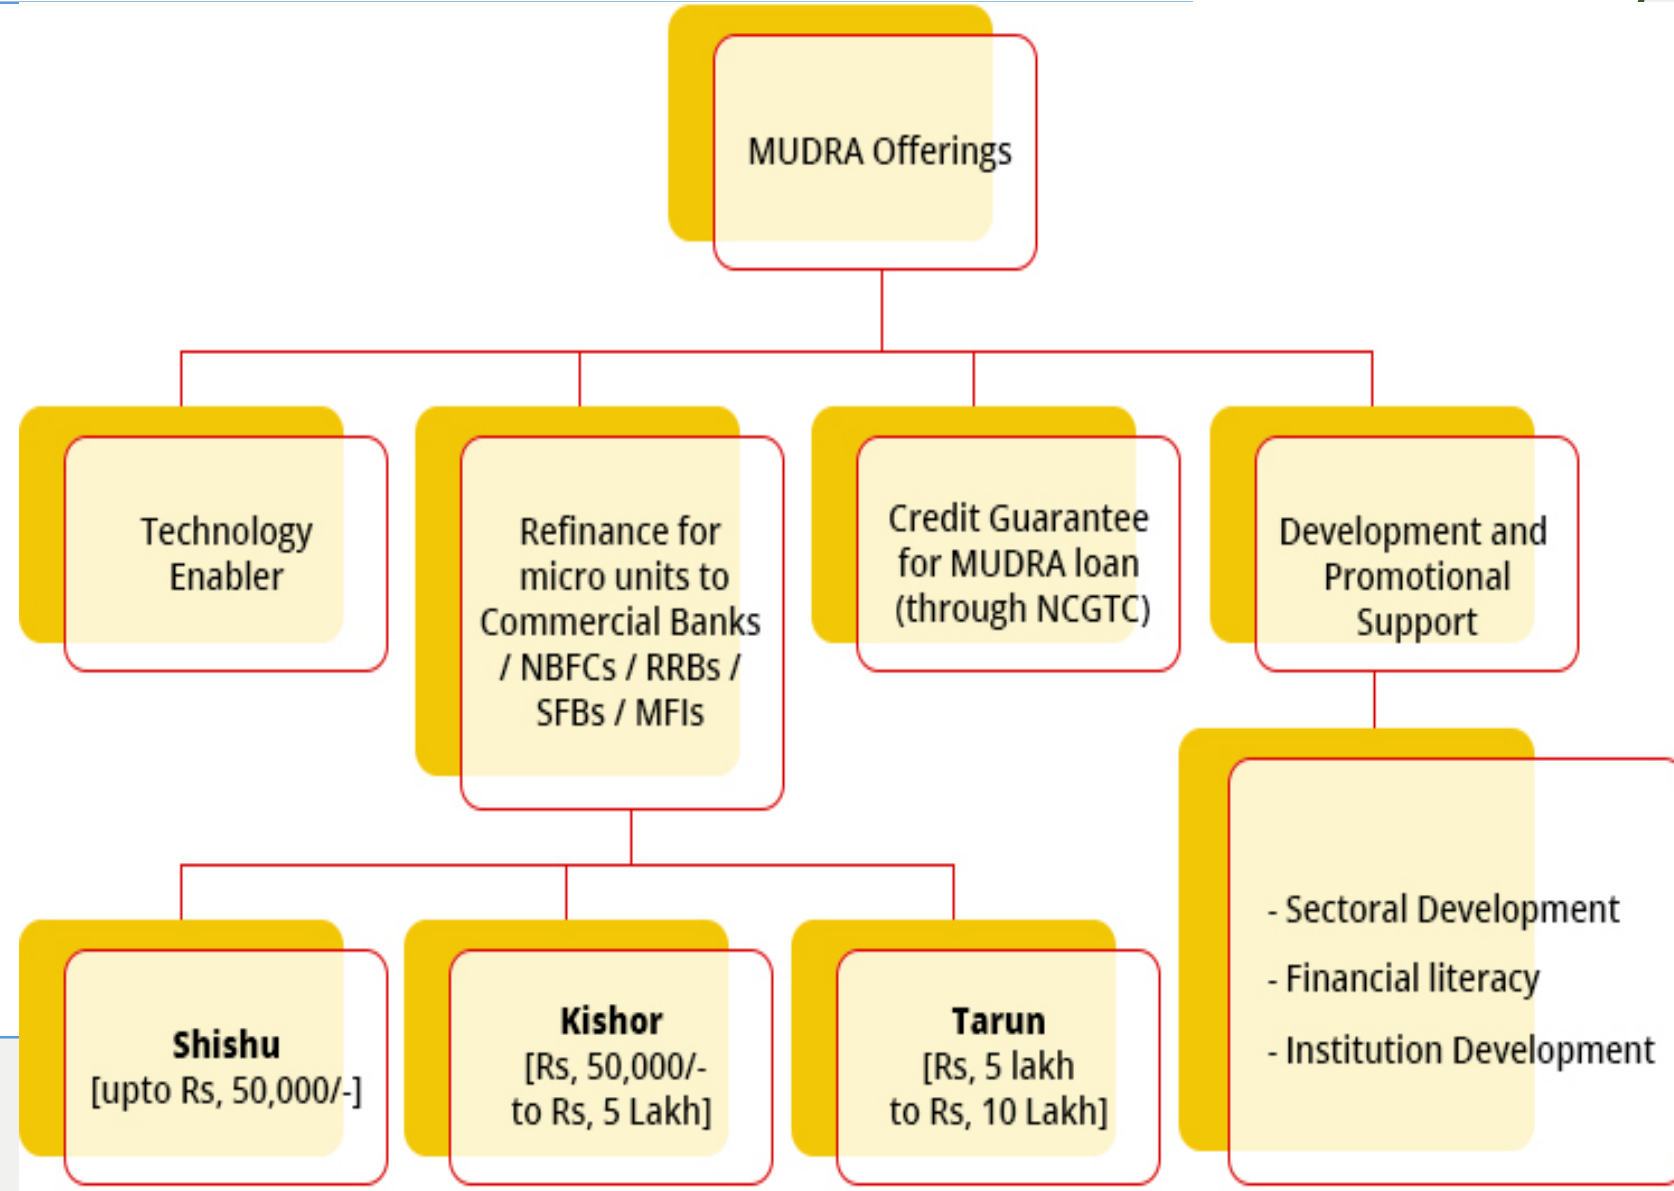 MUDRA Offerings
Technology
Enabler
Refinance for
micro units to
Commercial Banks
/ NBFCs / RRBs /
SFBs / MFIs
Credit Guarantee
for MUDRA loan
(through NCGTC)
Development and
Promotional
Support
Shishu
[upto Rs, 50,000/-]
Kishor
[Rs, 50,000/-
to Rs, 5 Lakh]
Tarun
[Rs, 5 lakh
to Rs, 10 Lakh]
- Sectoral Development
- Financial literacy
- Institution Development